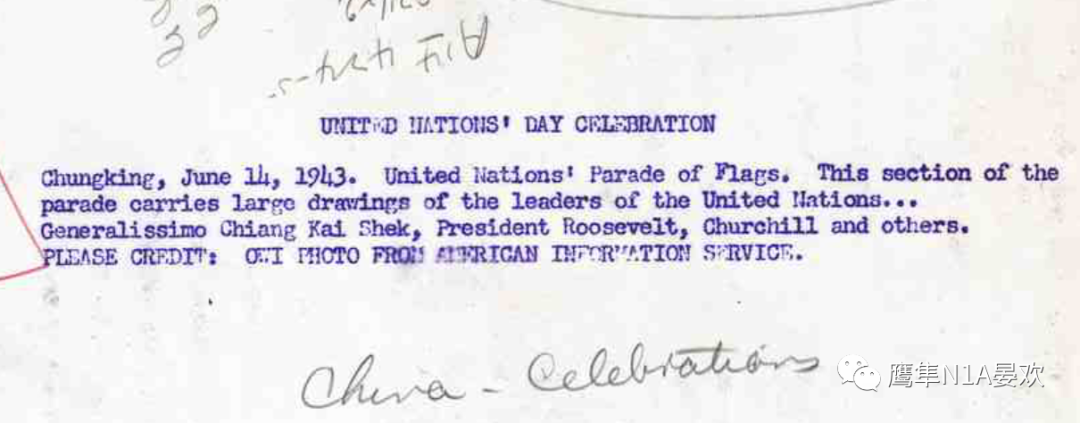 UNITED NATIONS' DAY CELEBRATION
Chungking, June 14, 1943. United Nations' Parade of Flags. This section of the
parade carries large drawings of the leaders of the United Nations...
Generalissimo Chiang Kai Shek, President Roosevelt, Churchill and others.
PLEASE CREDIT: OWI PHOTO FROM AMERICAN INFORMATION SERVICE.
China - Celebrations
鹰隼N1A晏欢